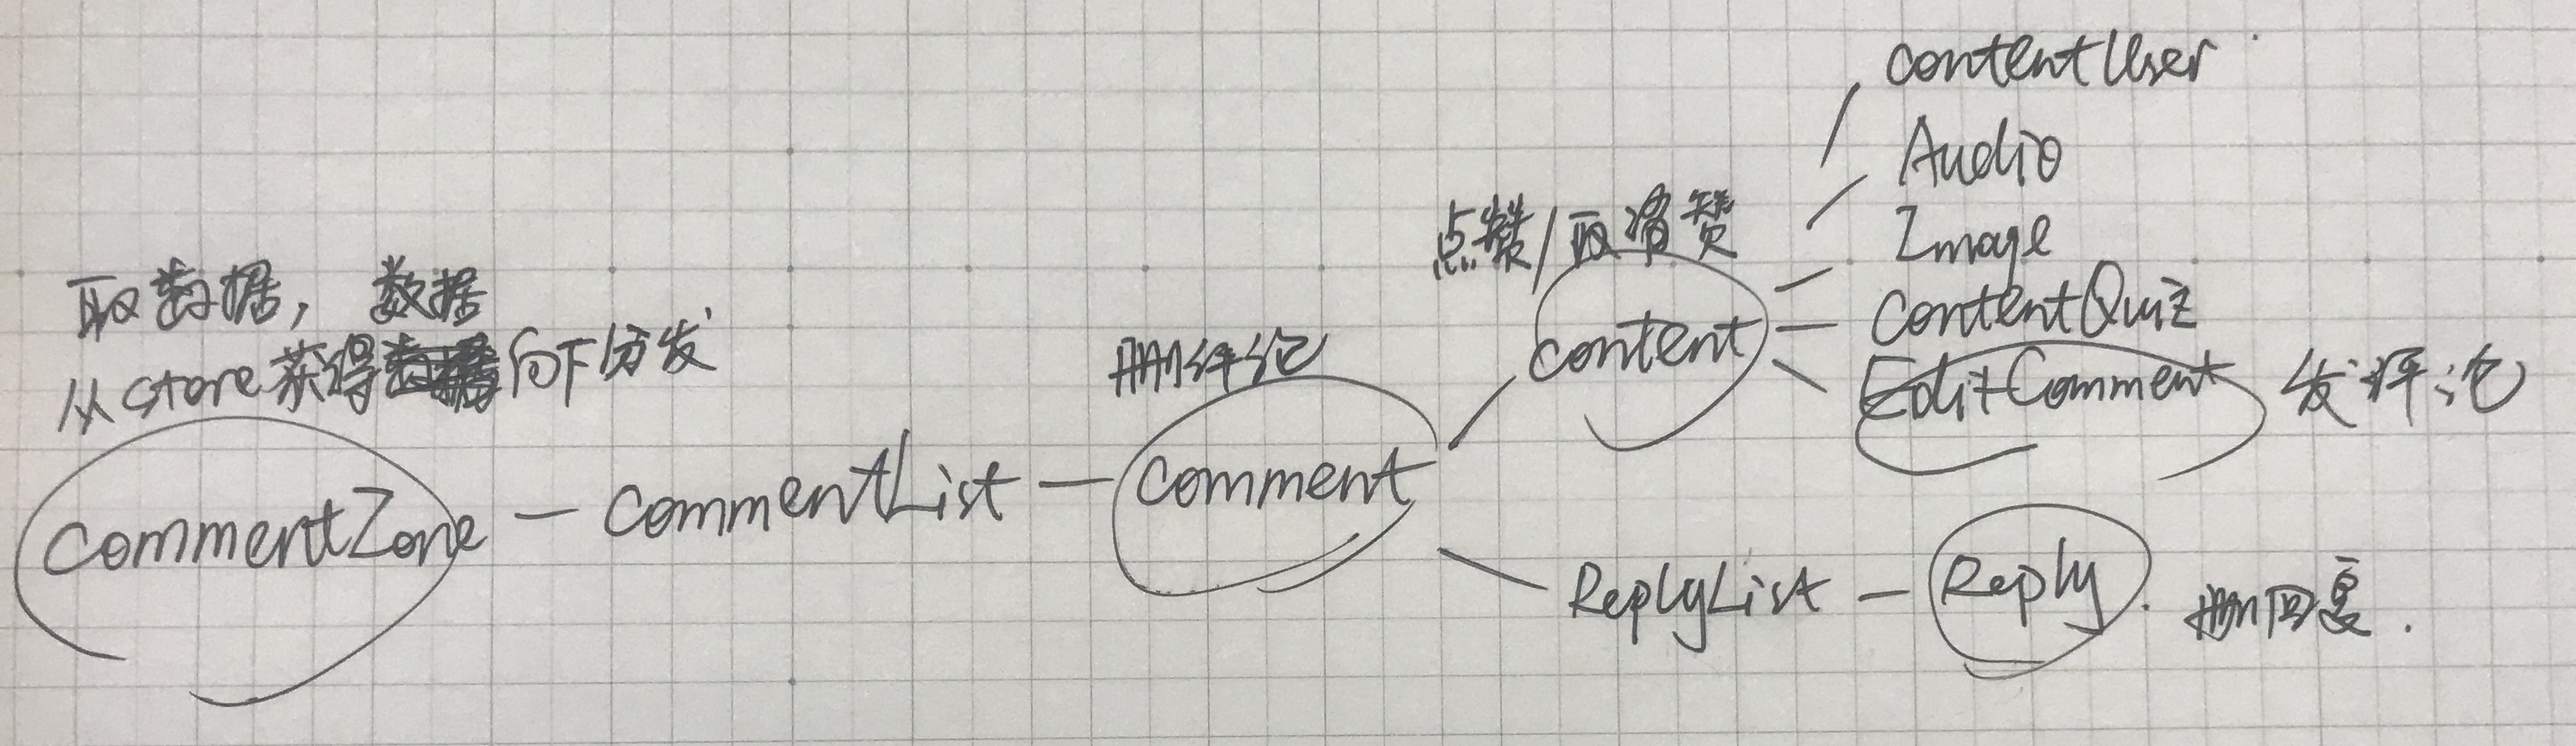 contentUser
Audio
点赞/取消赞
Image
取数据，数据
contentQuiz
从store获得向下分发
删评论
content
EditComment 发评论
commentZone — commentList — comment
ReplyList — Reply. 删回复.